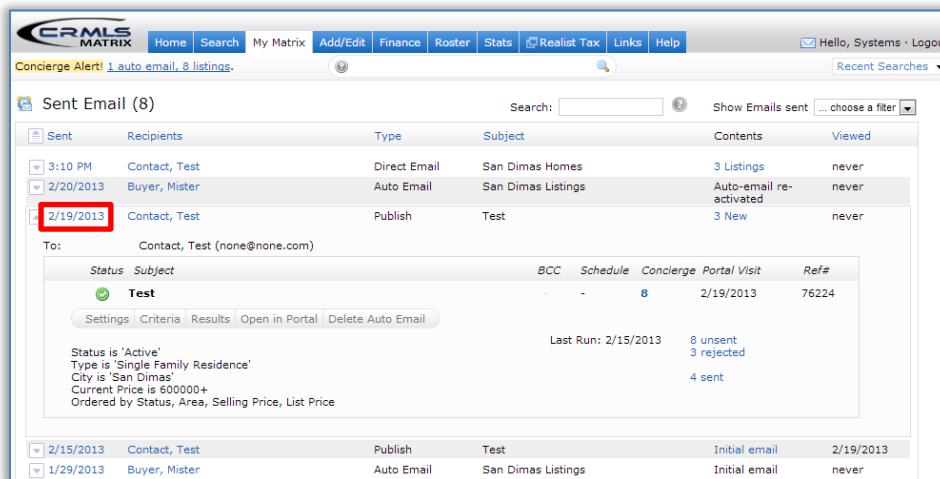 CRMLS
MATRIX
Home Search My Matrix Add/Edit Finance Roster Stats Realist Tax Links Help
Hello, Systems · Logou
Concierge Alert! 1 auto email, 8 listings.
Recent Searches
Sent Email (8)
Search:
Show Emails sent ... choose a filter
Sent Recipients Type Subject Contents Viewed
3:10 PM Contact, Test Direct Email San Dimas Homes 3 Listings never
2/20/2013 Buyer, Mister Auto Email San Dimas Listings Auto-email re-
activated never
2/19/2013 Contact, Test Publish Test 3 New never
To: Contact, Test (none@none.com)
Status Subject BCC Schedule Concierge Portal Visit Ref#
Test - - 8 2/19/2013 76224
Settings Criteria Results Open in Portal Delete Auto Email
Last Run: 2/15/2013 8 unsent
3 rejected
4 sent
Status is 'Active'
Type is 'Single Family Residence'
City is 'San Dimas'
Current Price is 600000+
Ordered by Status, Area, Selling Price, List Price
2/15/2013 Contact, Test Publish Test Initial email 2/19/2013
1/29/2013 Buyer, Mister Auto Email San Dimas Listings Initial email never